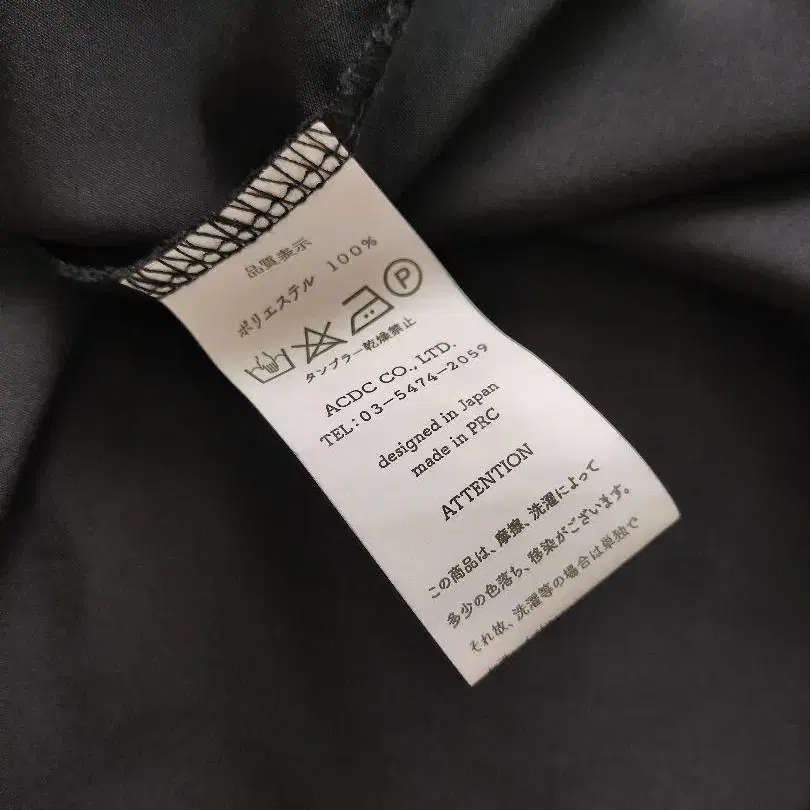 品質表示
ポリエステル 100%
P
タンブラー乾燥禁止
ACDC CO.,LTD.
TEL:03-5474-2059
designed in Japan
made in PRC
ATTENTION
この商品は、摩擦、洗濯によって
多少の色落ち、移染がございます。
それ故、洗濯等の場合は単独で